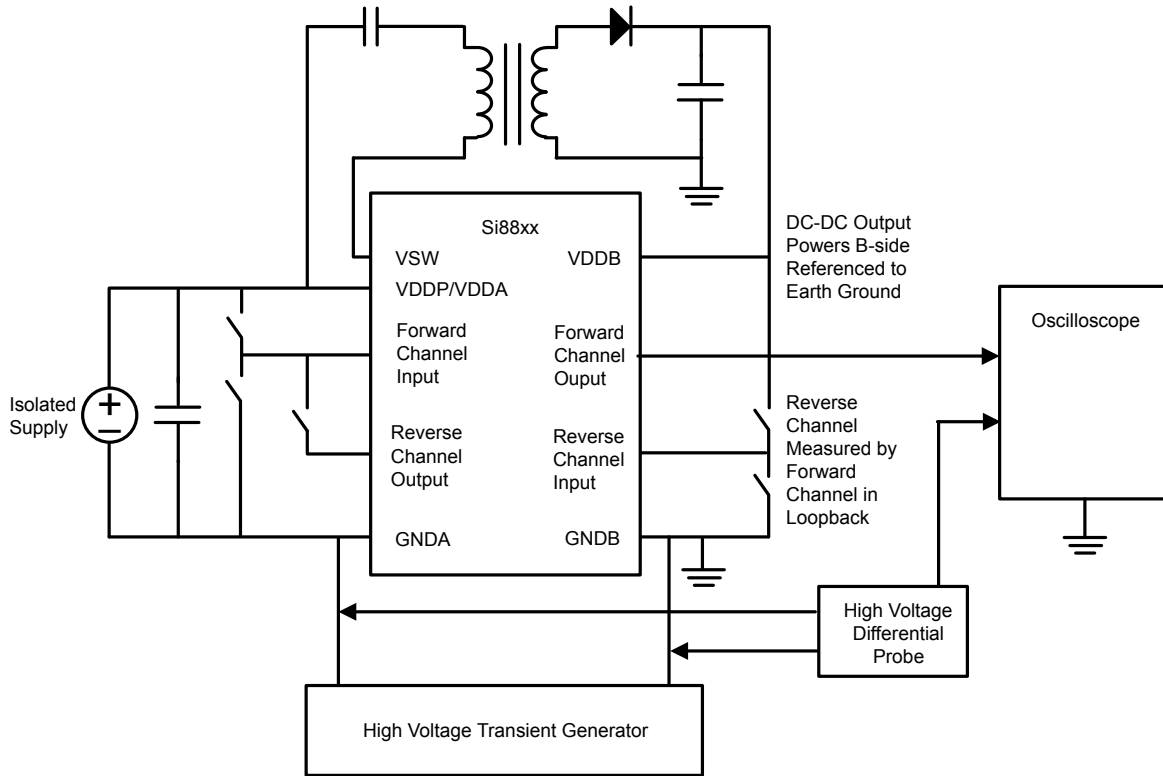 Si88xx
VSW
VDDB
VDDP/VDDA
Forward
Channel
Input
Forward
Channel
Ouput
Reverse
Channel
Output
Reverse
Channel
Input
GNDA
GNDB
Isolated
Supply
+
−
DC-DC Output
Powers B-side
Referenced to
Earth Ground
Oscilloscope
Reverse
Channel
Measured by
Forward
Channel in
Loopback
High Voltage
Differential
Probe
High Voltage Transient Generator